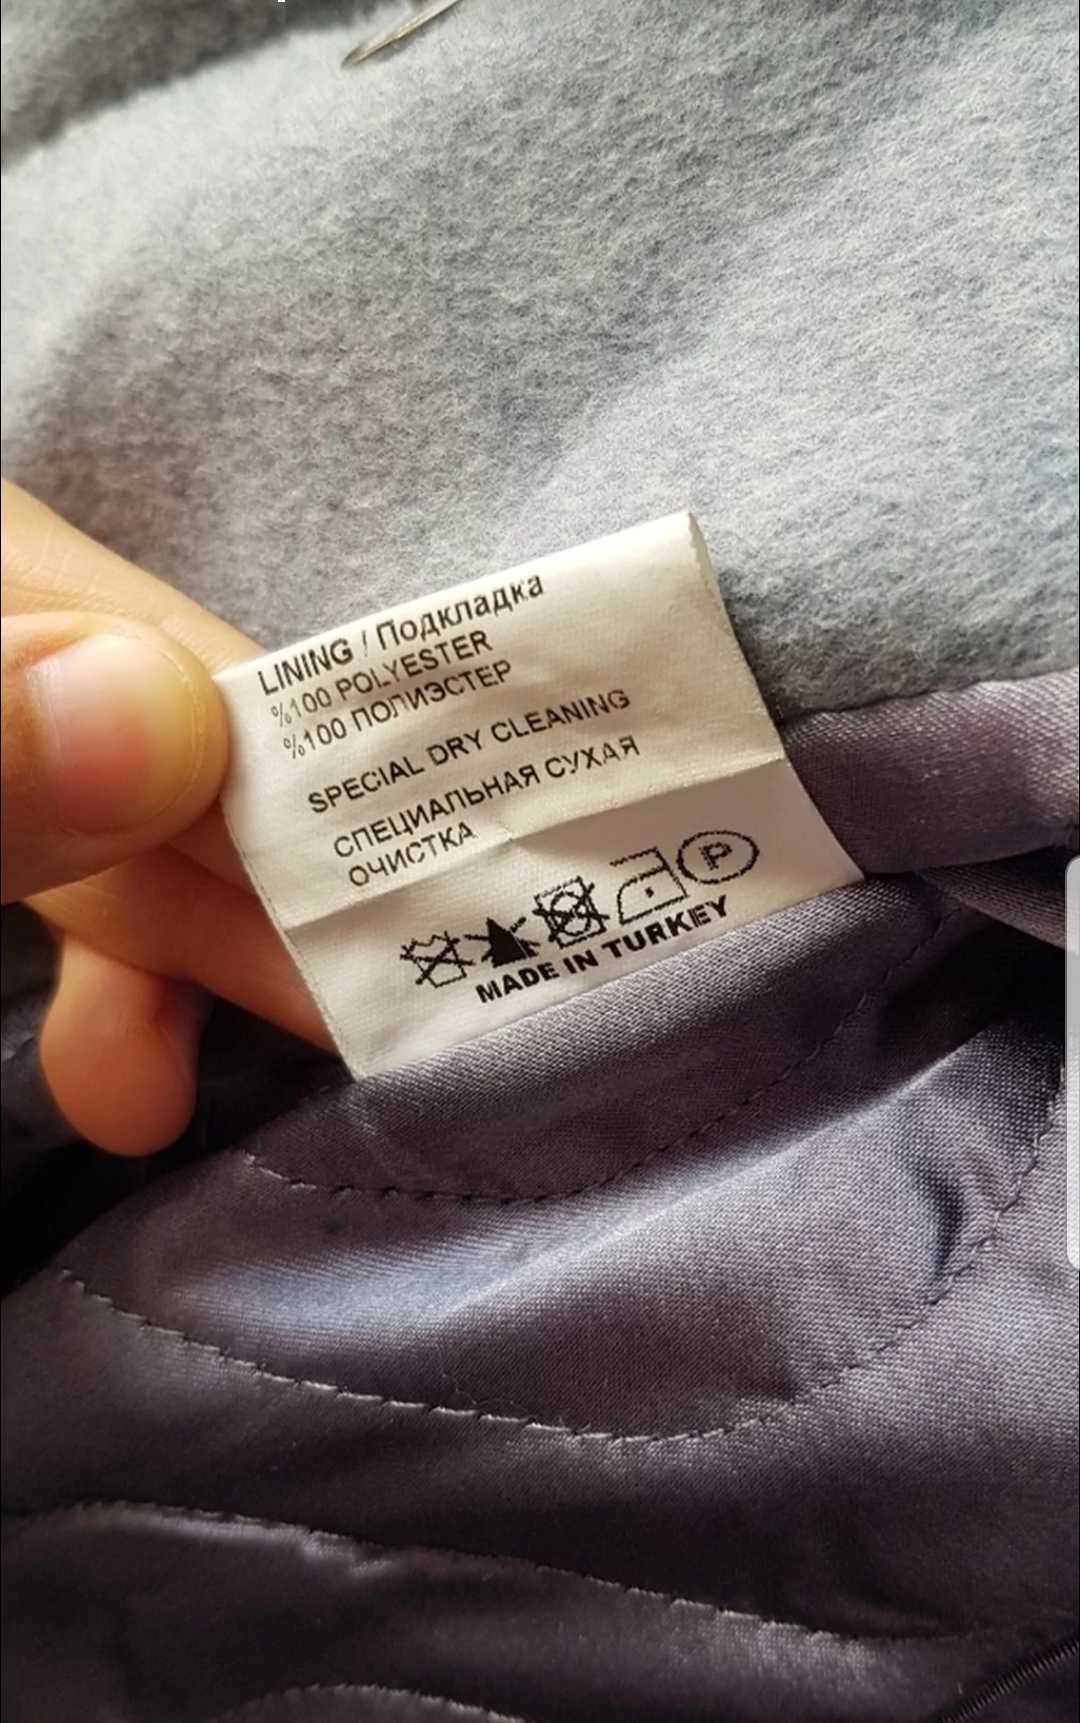 LINING / Подкладка
%100 POLYESTER
%100 ПОЛИЭСТЕР
SPECIAL DRY CLEANING
СПЕЦИАЛЬНАЯ СУХАЯ
ОЧИСТКА
P
MADE IN TURKEY